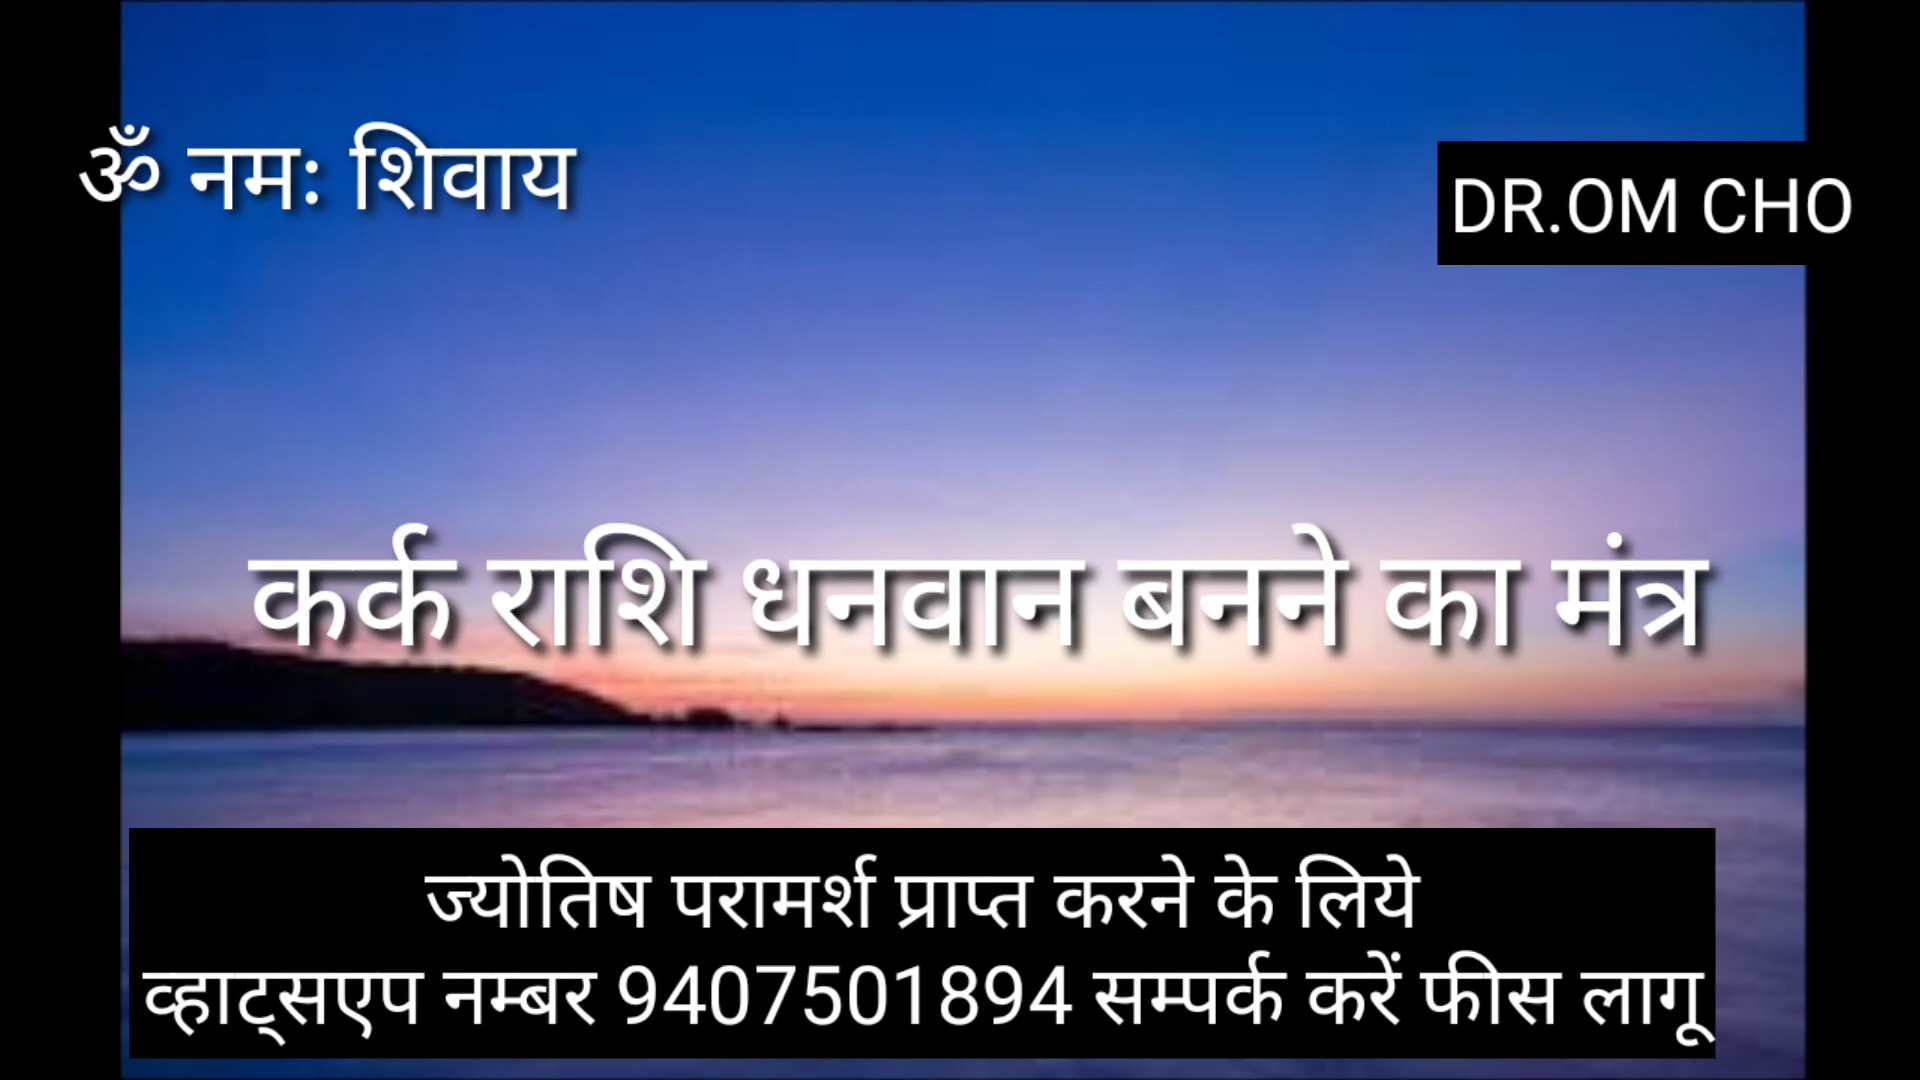 ॐ नमः शिवाय
DR.OM CHO
कर्क राशि धनवान बनने का मंत्र
ज्योतिष परामर्श प्राप्त करने के लिये
व्हाट्सएप नम्बर 9407501894 सम्पर्क करें फीस लागू